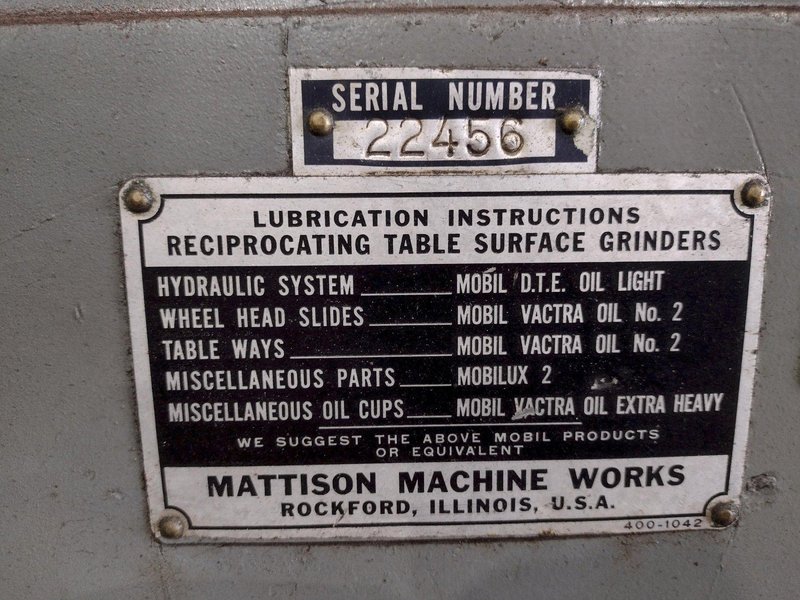 SERIAL NUMBER
22456
LUBRICATION INSTRUCTIONS
RECIPROCATING TABLE SURFACE GRINDERS
HYDRAULIC SYSTEM MOBIL D.T.E. OIL LIGHT
WHEEL HEAD SLIDES MOBIL VACTRA OIL No. 2
TABLE WAYS MOBIL VACTRA OIL No. 2
MISCELLANEOUS PARTS MOBILUX 2
MISCELLANEOUS OIL CUPS MOBIL VACTRA OIL EXTRA HEAVY
WE SUGGEST THE ABOVE MOBIL PRODUCTS
OR EQUIVALENT
MATTISON MACHINE WORKS
ROCKFORD, ILLINOIS, U.S.A.
400-1042